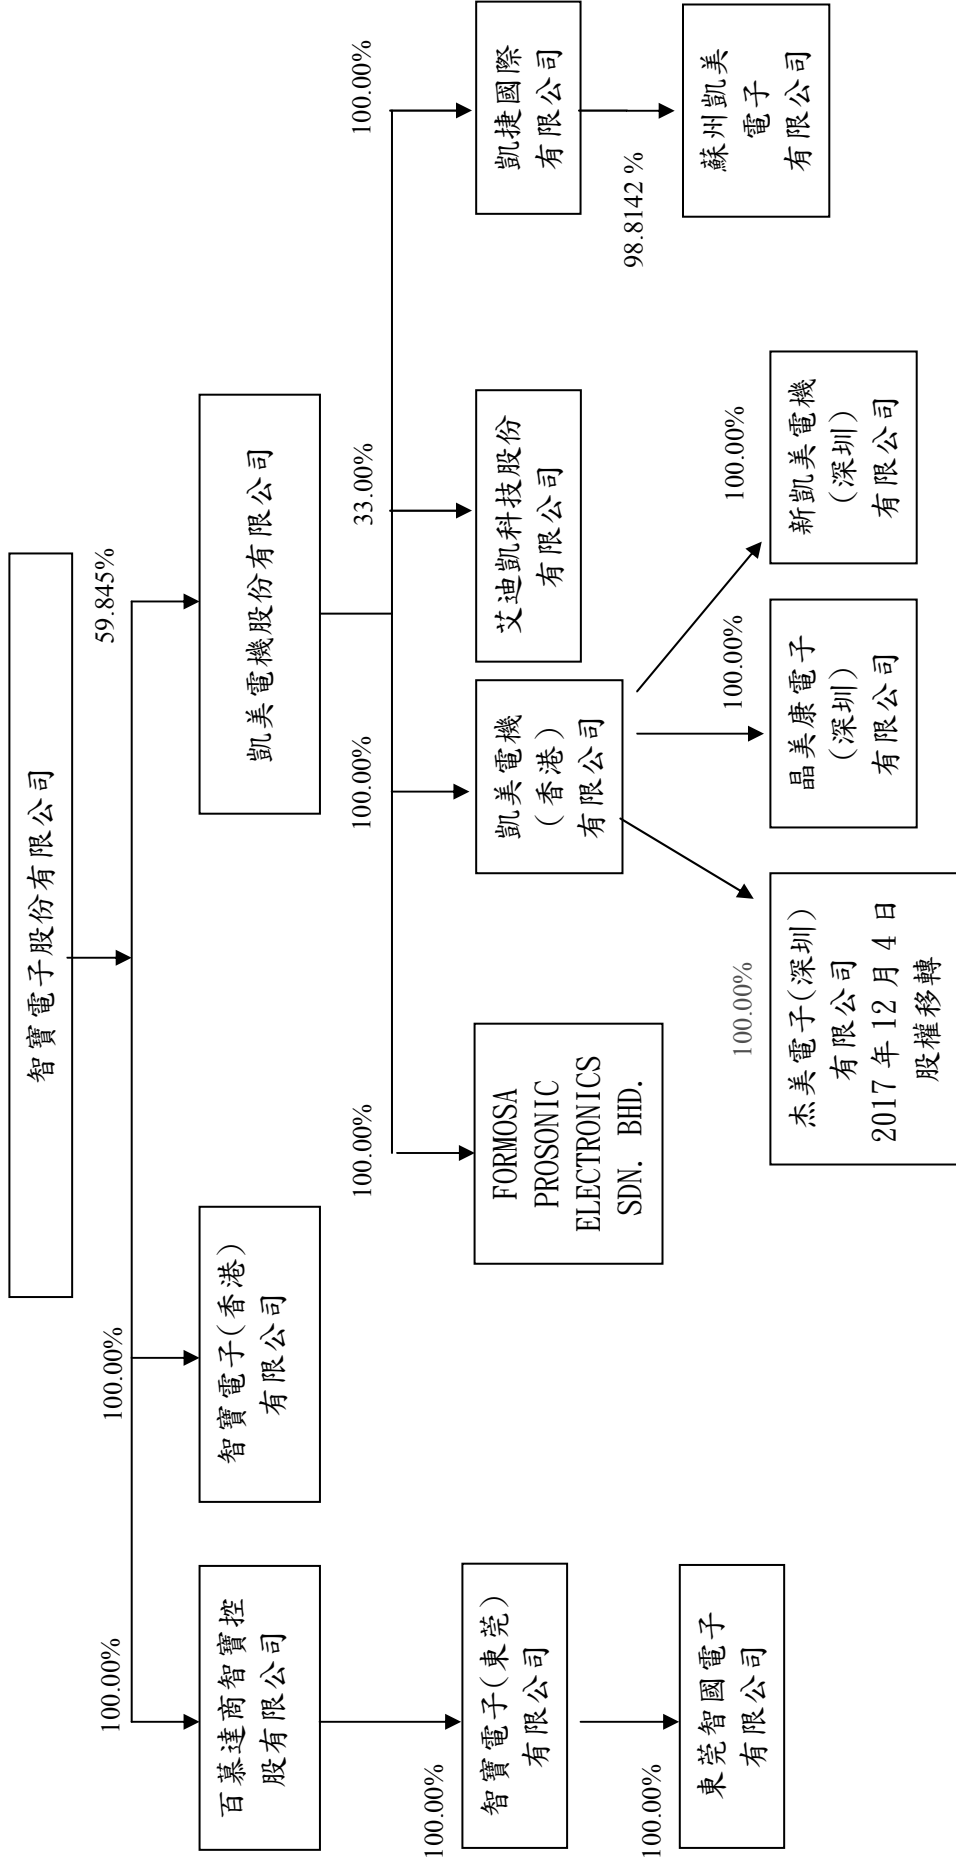 智寶電子股份有限公司
100.00%
100.00%
59.845%
百慕達商智寶控
股有限公司
智寶電子(香港)
有限公司
凱美電機股份有限公司
100.00%
100.00%
100.00%
33.00%
100.00%
智寶電子(東莞)
有限公司
FORMOSA
PROSONIC
ELECTRONICS
SDN. BHD.
凱美電機
(香港)
有限公司
艾迪凱科技股份
有限公司
凱捷國際
有限公司
100.00%
100.00%
100.00%
100.00%
98.8142 %
東莞智國電子
有限公司
杰美電子(深圳)
有限公司
2017 年 12 月 4 日
股權移轉
晶美康電子
(深圳)
有限公司
新凱美電機
(深圳)
有限公司
蘇州凱美
電子
有限公司